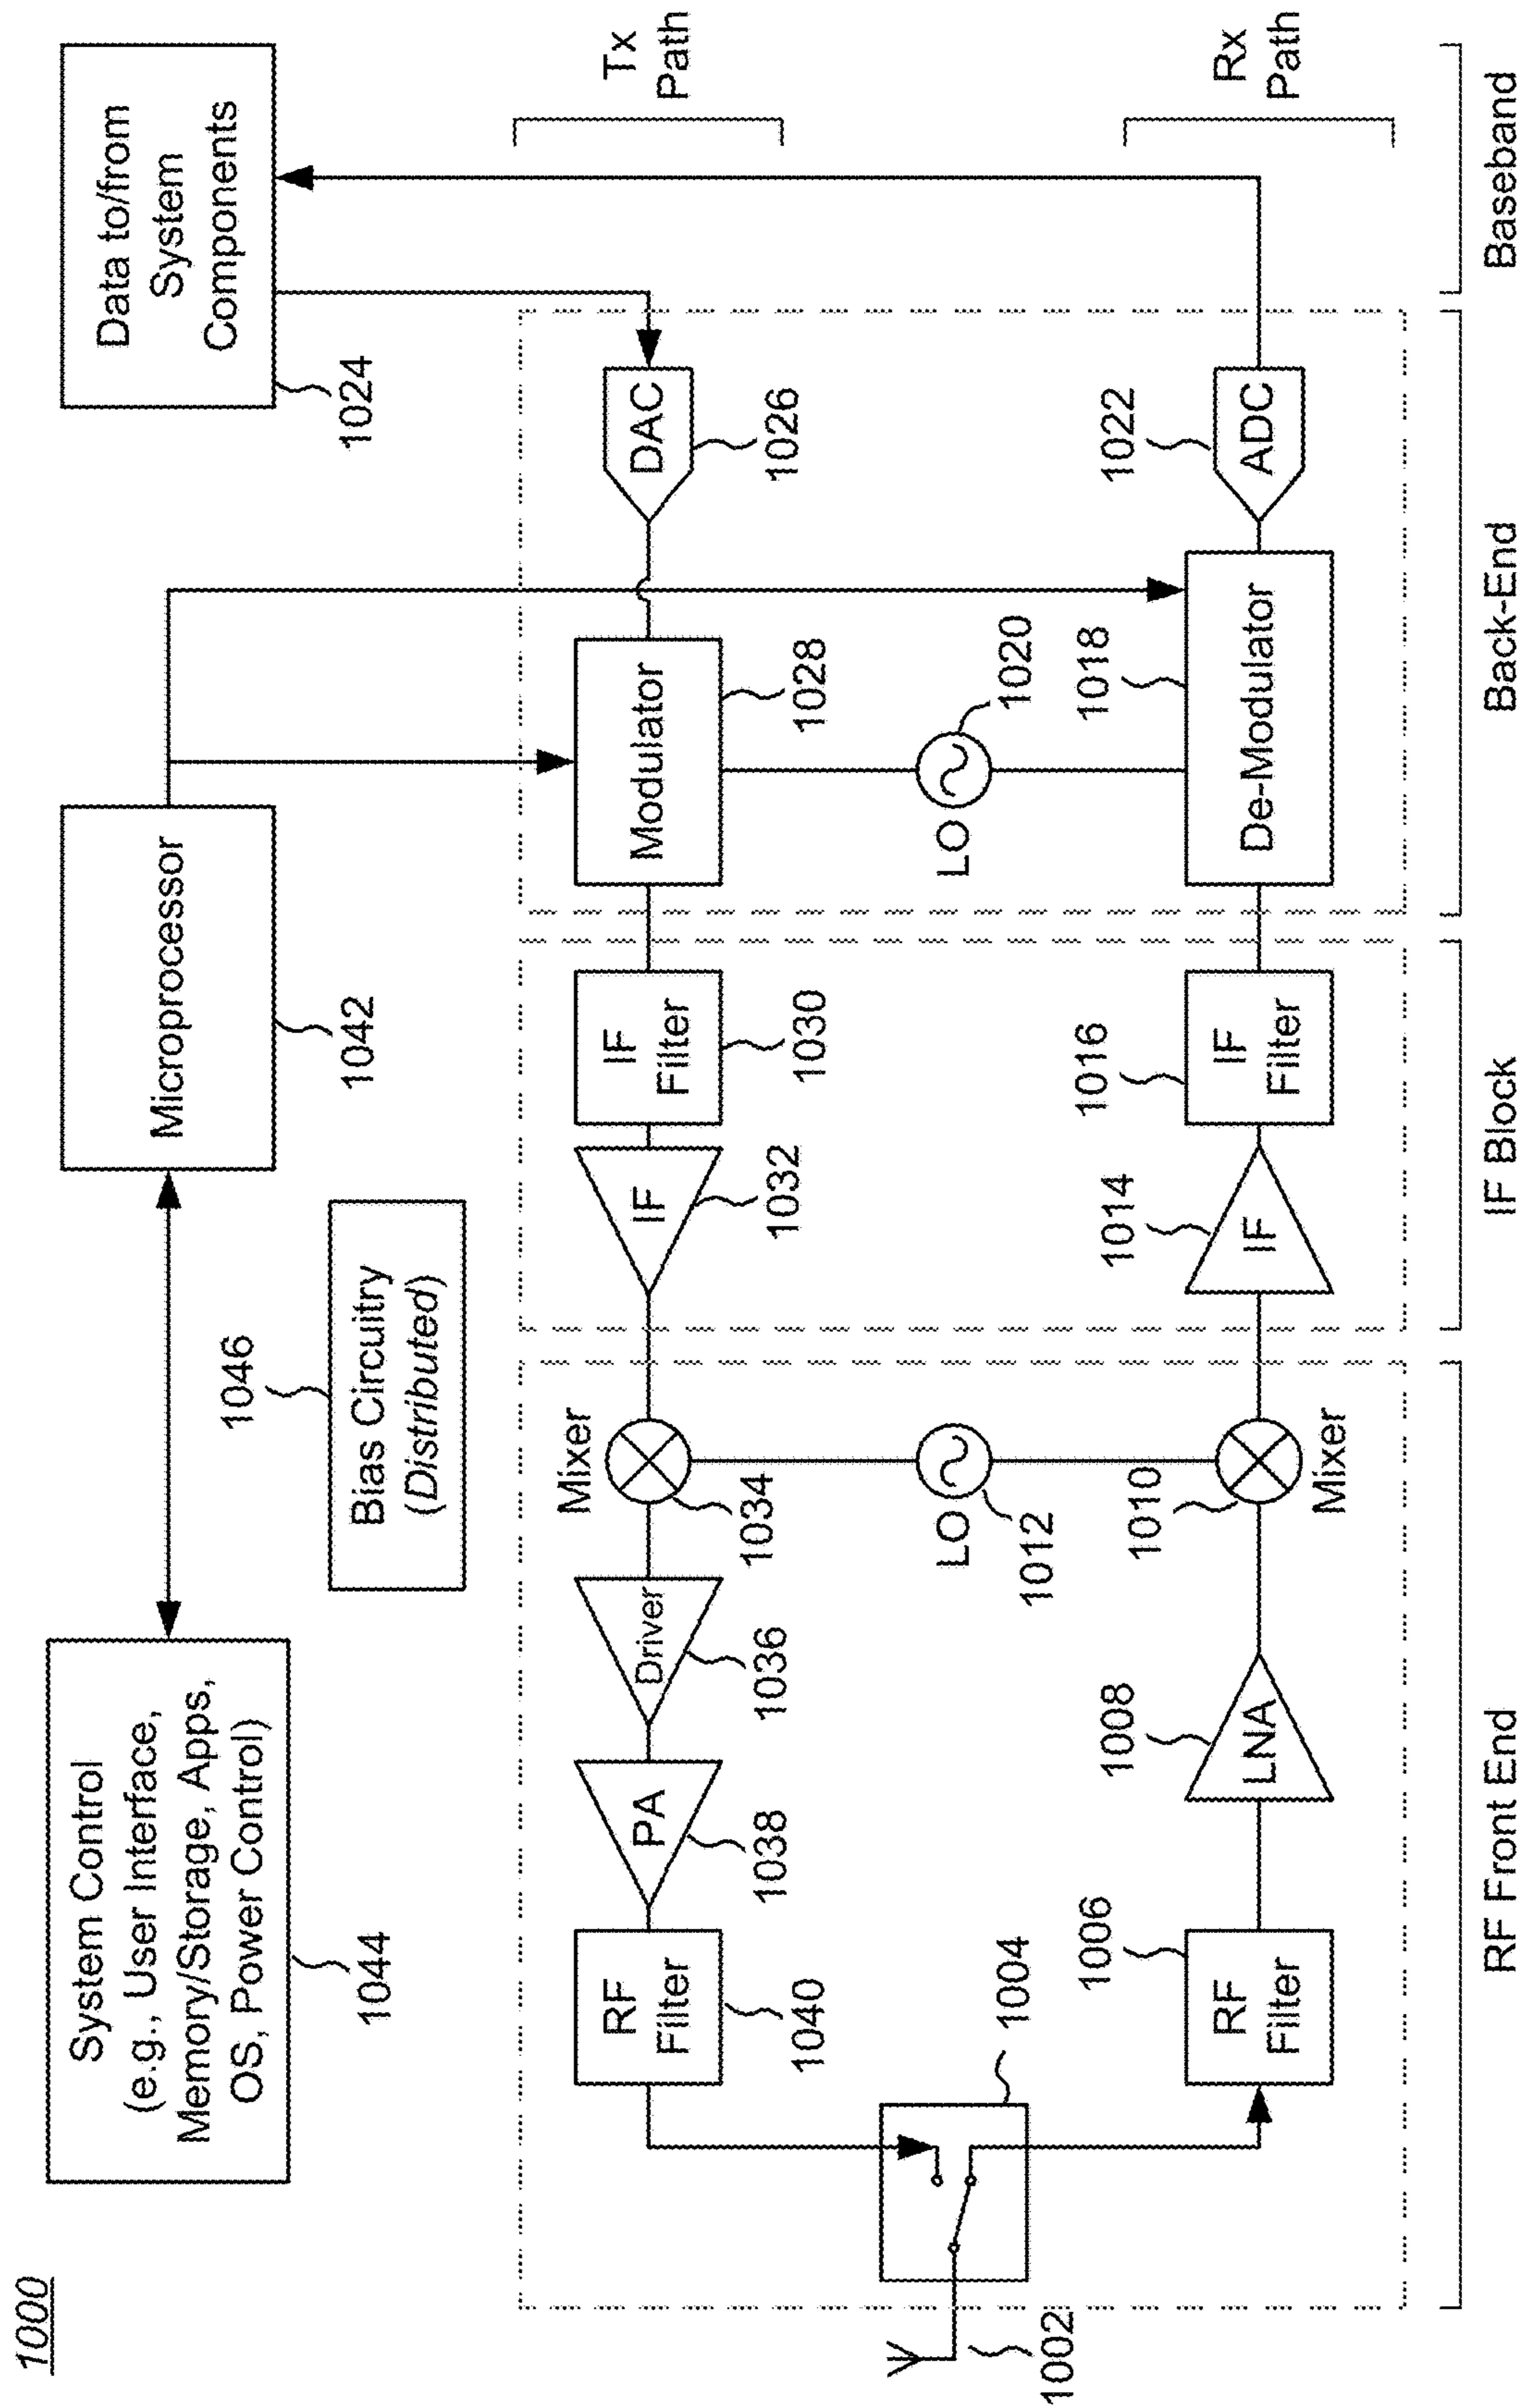 1000
System Control
(e.g., User Interface,
Memory/Storage, Apps,
OS, Power Control)
1044
Microprocessor
1042
Data to/from
System
Components
1024
1046
Bias Circuitry
(Distributed)
Tx
Path
RF
Filter
1040
PA
1038
Driver
1036
Mixer
1034
IF
1032
IF
Filter
1030
Modulator
1028
DAC
1026
1002
1004
LO
1012
LO
1020
Rx
Path
1006
RF
Filter
1008
LNA
1010
Mixer
1014
IF
1016
IF
Filter
1018
De-Modulator
1022
ADC
RF Front End
IF Block
Back-End
Baseband